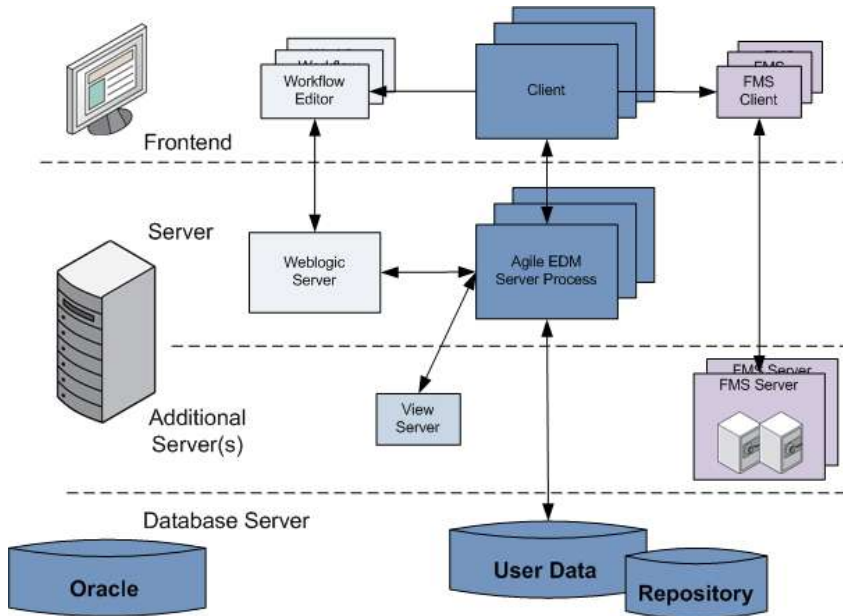 FMS
Workflow
Editor
Client
FMS
Client
Frontend
Server
Weblogic
Server
Agile EDM
Server Process
FMS Server
FMS Server
View
Server
Additional
Server(s)
Database Server
Oracle
User Data
Repository